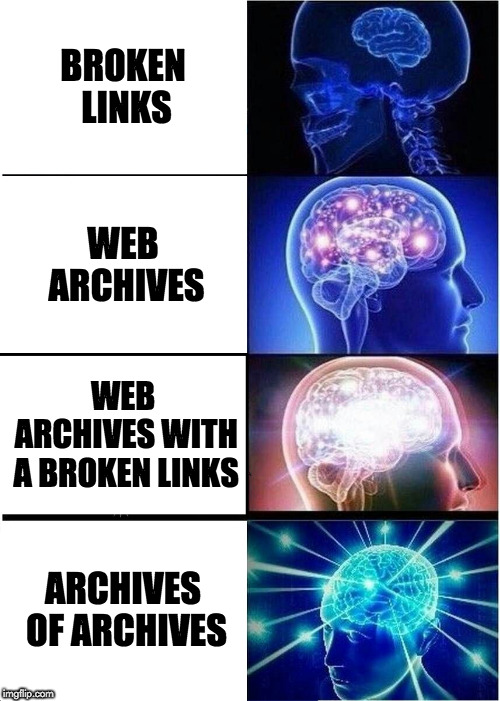 BROKEN
LINKS
WEB
ARCHIVES
WEB
ARCHIVES WITH
A BROKEN LINKS
ARCHIVES
OF ARCHIVES
imgflip.com